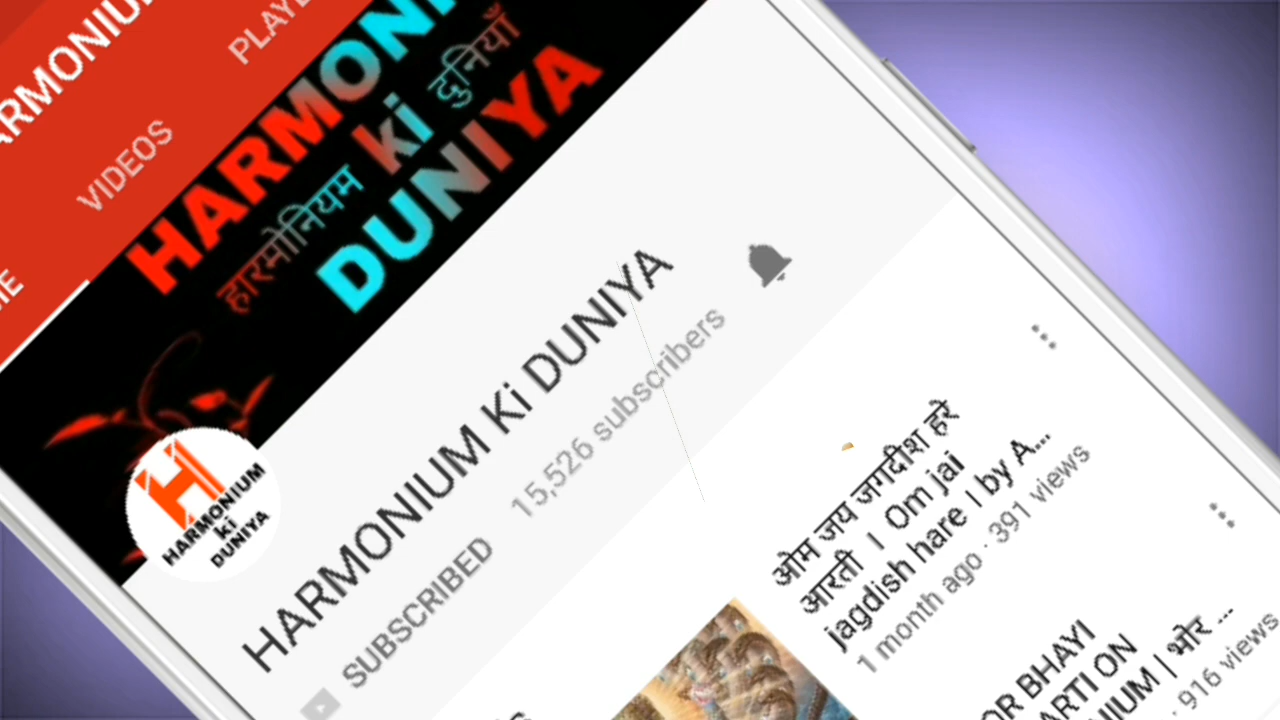 ARMONIU
PLAYL
VIDEOS
HARMONI
हारमोनियम ki दुनियाँ
DUNIYA
HARMONIUM
ki
DUNIYA
HARMONIUM Ki DUNIYA
15,526 subscribers
SUBSCRIBED
ओम जय जगदीश हरे
आरती । Om jai
jagdish hare । by A...
1 month ago · 391 views
OR BHAYI
ARTI ON
NIUM | भोर ...
· 916 views